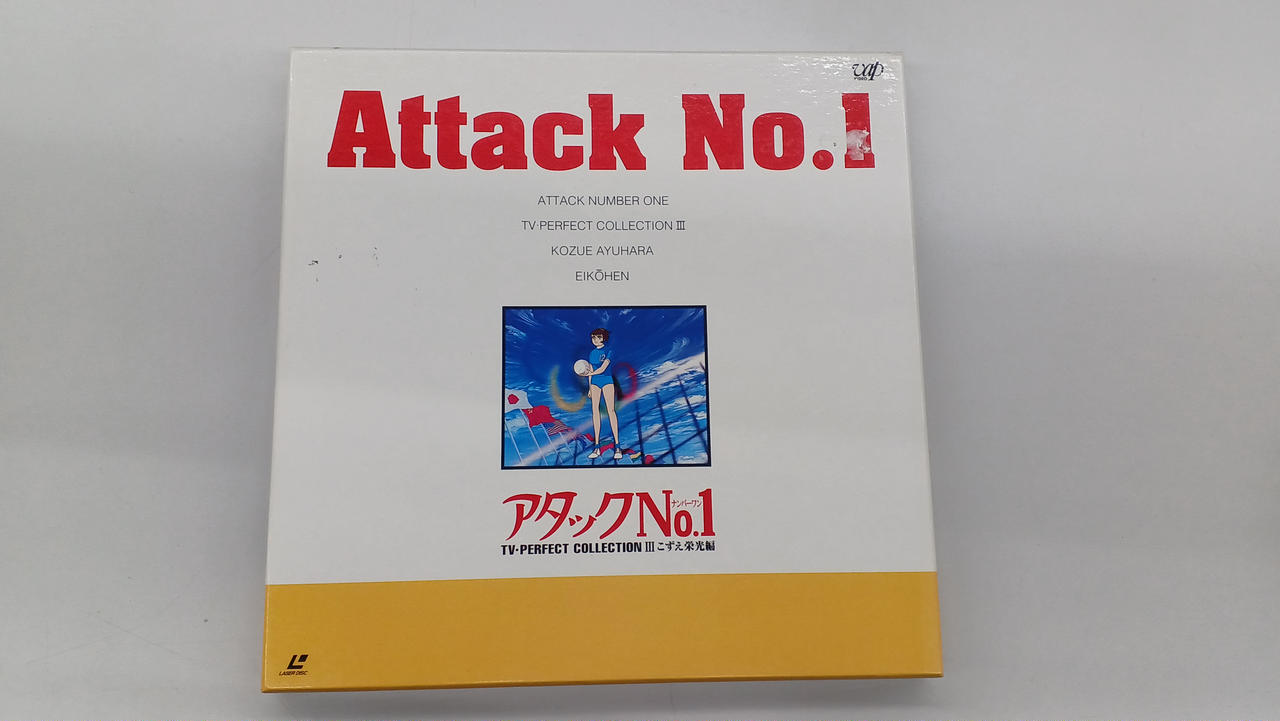 vap
VIDEO
Attack No.1
ATTACK NUMBER ONE
TV·PERFECT COLLECTION III
KOZUE AYUHARA
EIKŌHEN
ナンバーワン
アタックNo.1
TV・PERFECT COLLECTION III こずえ栄光編
LASER DISC